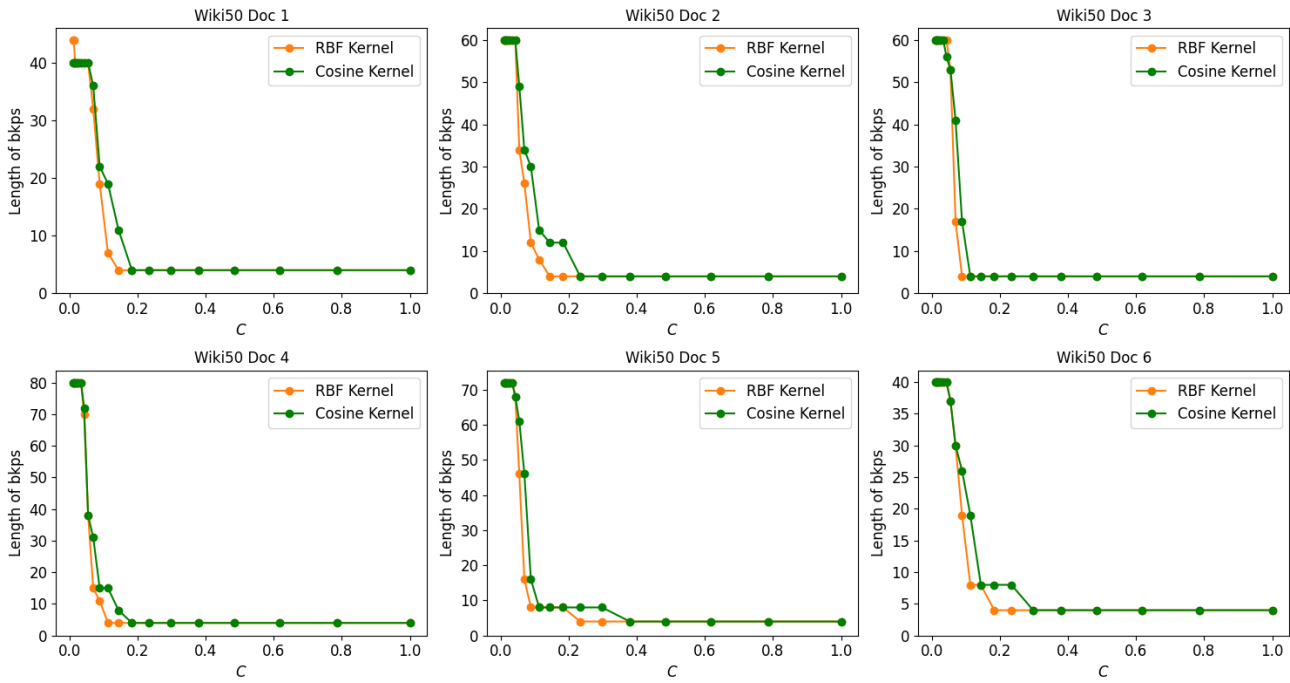 Wiki50 Doc 1
Length of bkps
40
30
20
10
0
0.0 0.2 0.4 0.6 0.8 1.0
C
RBF Kernel
Cosine Kernel
Wiki50 Doc 2
Length of bkps
60
50
40
30
20
10
0
0.0 0.2 0.4 0.6 0.8 1.0
C
RBF Kernel
Cosine Kernel
Wiki50 Doc 3
Length of bkps
60
50
40
30
20
10
0
0.0 0.2 0.4 0.6 0.8 1.0
C
RBF Kernel
Cosine Kernel
Wiki50 Doc 4
Length of bkps
80
70
60
50
40
30
20
10
0
0.0 0.2 0.4 0.6 0.8 1.0
C
RBF Kernel
Cosine Kernel
Wiki50 Doc 5
Length of bkps
70
60
50
40
30
20
10
0
0.0 0.2 0.4 0.6 0.8 1.0
C
RBF Kernel
Cosine Kernel
Wiki50 Doc 6
Length of bkps
40
35
30
25
20
15
10
5
0
0.0 0.2 0.4 0.6 0.8 1.0
C
RBF Kernel
Cosine Kernel